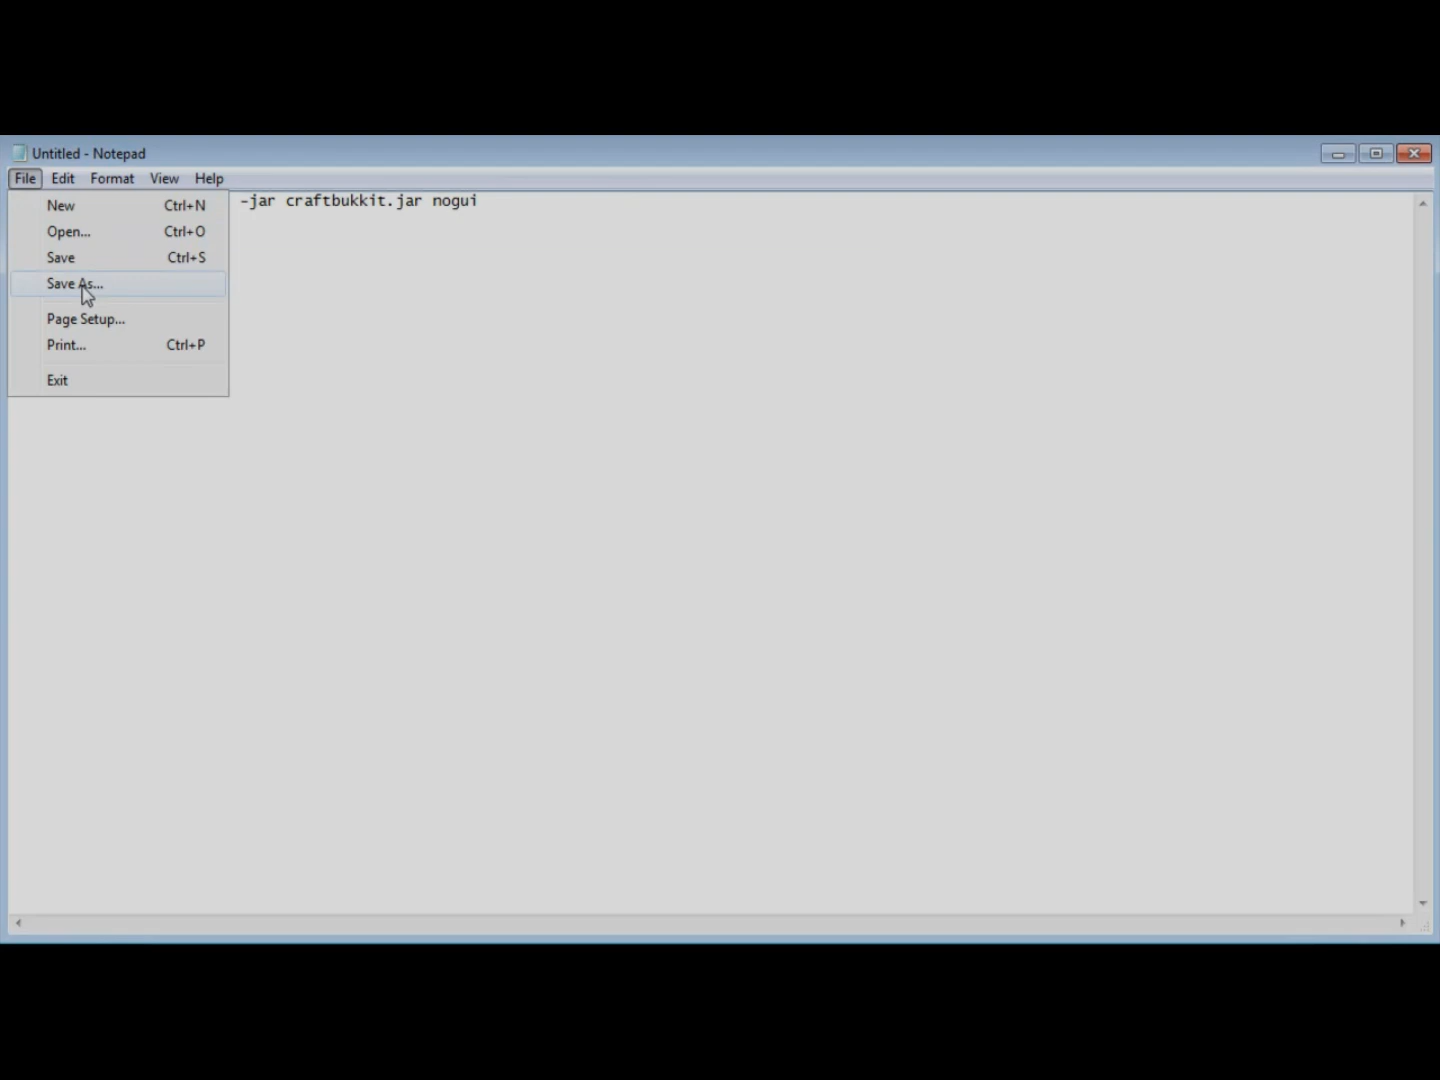 Untitled - Notepad
File Edit Format View Help
-jar craftbukkit.jar nogui
New Ctrl+N
Open... Ctrl+O
Save Ctrl+S
Save As...
Page Setup...
Print... Ctrl+P
Exit